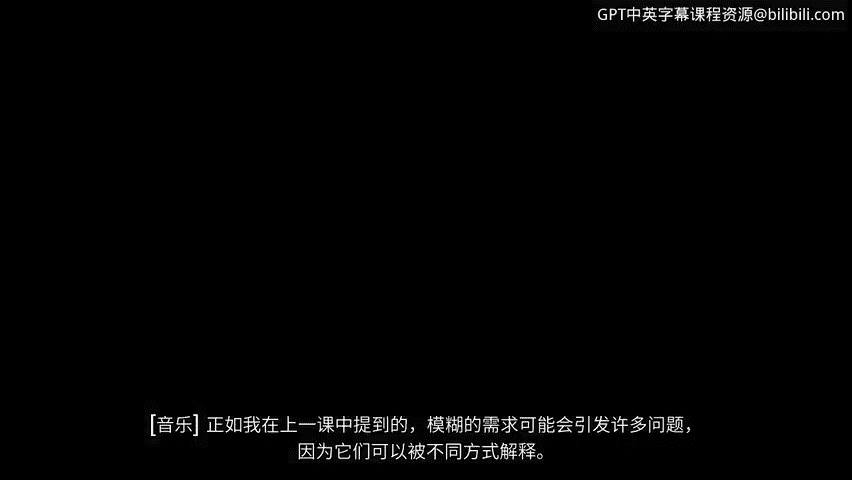 GPT中英字幕课程资源@bilibili.com
[音乐] 正如我在上一课中提到的，模糊的需求可能会引发许多问题，
因为它们可以被不同方式解释。